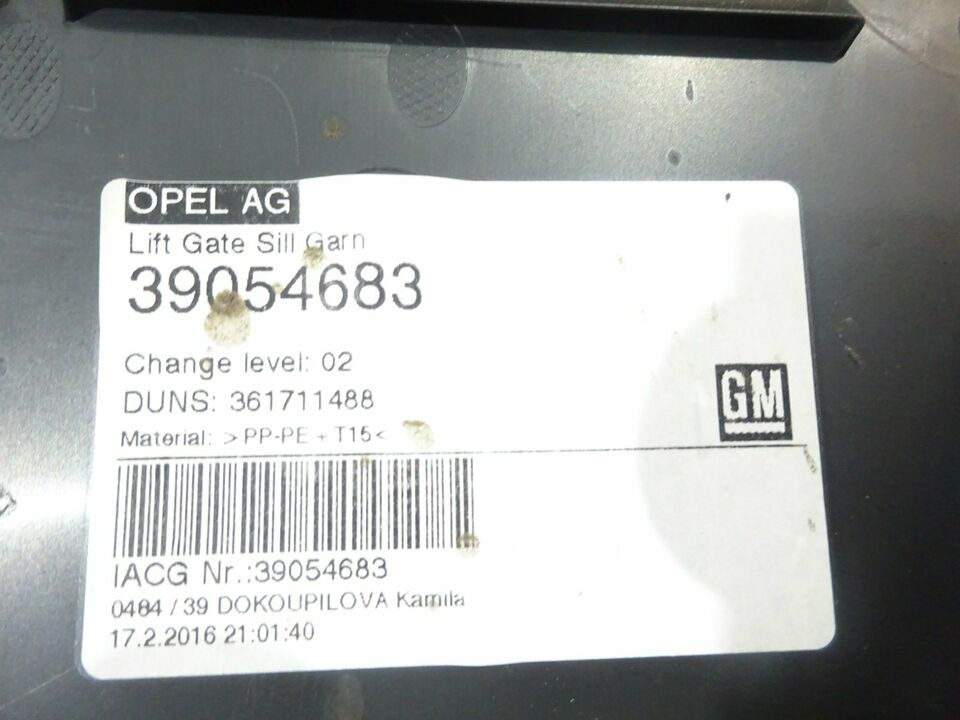 OPEL AG
Lift Gate Sill Garn
39054683
Change level: 02
DUNS: 361711488
GM
Material: >PP-PE + T15<
IACG Nr.:39054683
0484 / 39 DOKOUPILOVA Kamila
17.2.2016 21:01:40